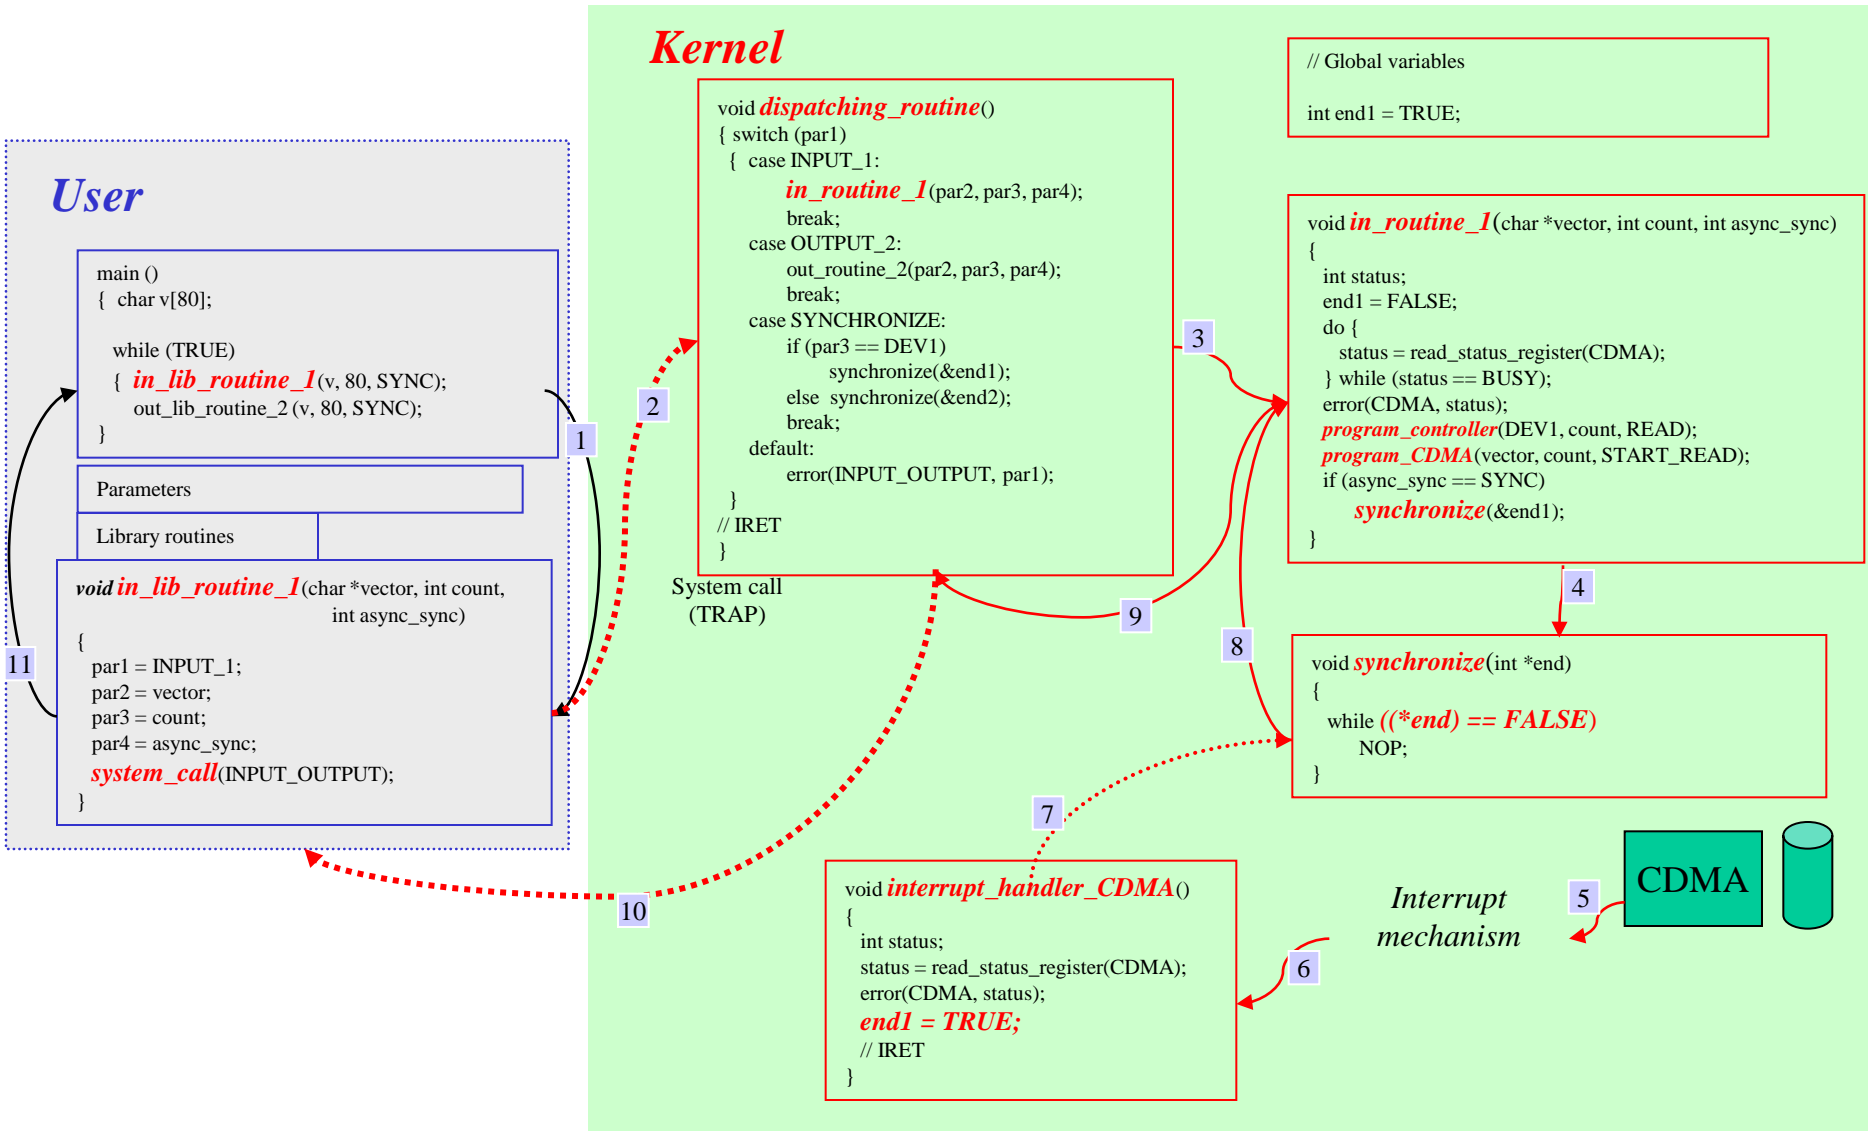 Kernel
// Global variables
int end1 = TRUE;
void dispatching_routine()
{ switch (par1)
{ case INPUT_1:
in_routine_1(par2, par3, par4);
break;
case OUTPUT_2:
out_routine_2(par2, par3, par4);
break;
case SYNCHRONIZE:
if (par3 == DEV1)
synchronize(&end1);
else synchronize(&end2);
break;
default:
error(INPUT_OUTPUT, par1);
}
// IRET
}
System call
(TRAP)
User
main ()
{ char v[80];
while (TRUE)
{ in_lib_routine_1(v, 80, SYNC);
out_lib_routine_2 (v, 80, SYNC);
}
Parameters
Library routines
void in_lib_routine_1(char *vector, int count,
int async_sync)
{
par1 = INPUT_1;
par2 = vector;
par3 = count;
par4 = async_sync;
system_call(INPUT_OUTPUT);
}
void in_routine_1(char *vector, int count, int async_sync)
{
int status;
end1 = FALSE;
do {
status = read_status_register(CDMA);
} while (status == BUSY);
error(CDMA, status);
program_controller(DEV1, count, READ);
program_CDMA(vector, count, START_READ);
if (async_sync == SYNC)
synchronize(&end1);
}
void synchronize(int *end)
{
while ((*end) == FALSE)
NOP;
}
void interrupt_handler_CDMA()
{
int status;
status = read_status_register(CDMA);
error(CDMA, status);
end1 = TRUE;
// IRET
}
Interrupt
mechanism
CDMA
1
2
3
4
5
6
7
8
9
10
11